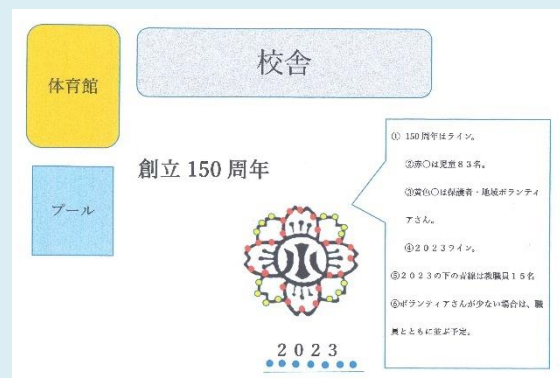 体育館
校舎
プール
創立 150 周年
① 150 周年はライン。
②赤〇は児童８３名。
③黄色〇は保護者・地域ボランティ
アさん。
④２０２３ライン。
⑤２０２３の下の青線は教職員１５名
⑥ボランティアさんが少ない場合は、職
員とともに並ぶ予定。
小
２０２３